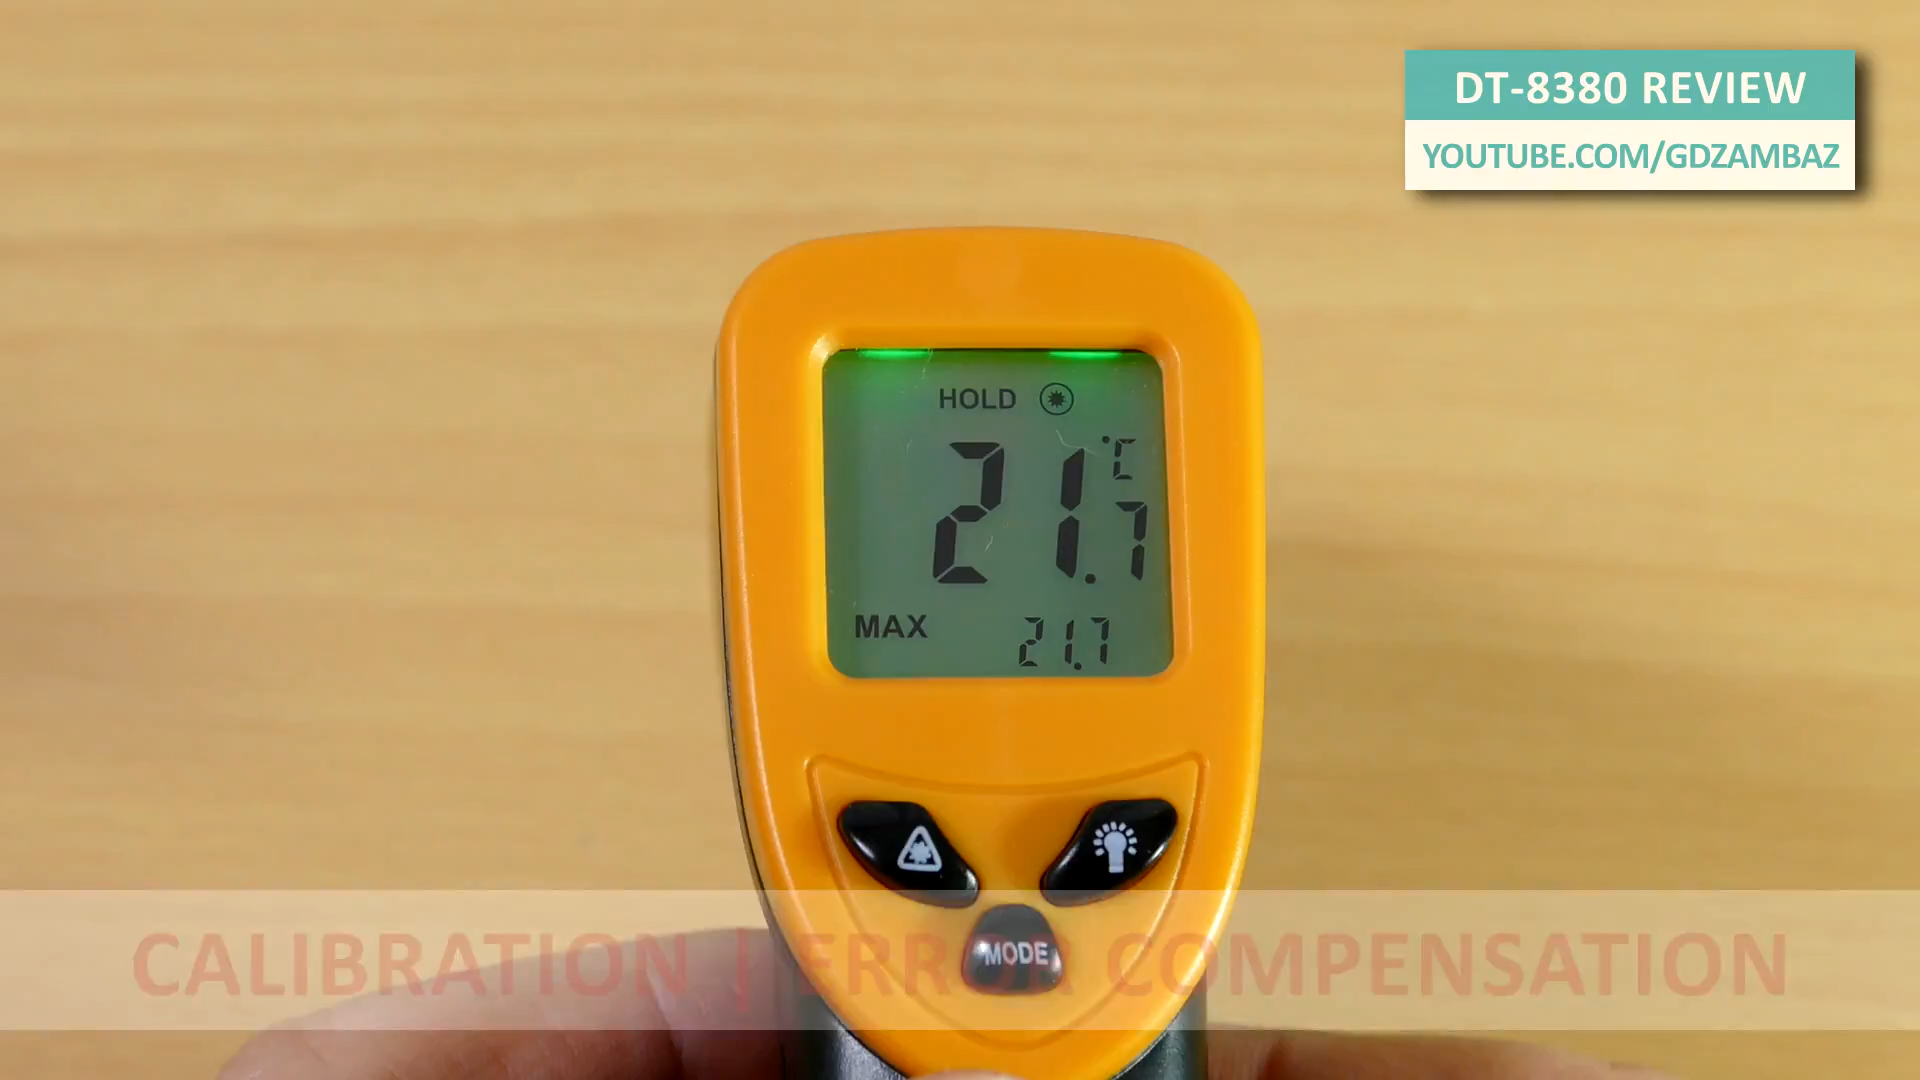 DT-8380 REVIEW
YOUTUBE.COM/GDZAMBAZ
HOLD
21.7 °C
MAX 21.7
MODE
CALIBRATION | ERROR COMPENSATION